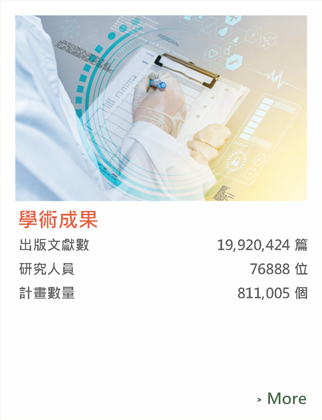 學術成果
出版文獻數 19,920,424 篇
研究人員 76888 位
計畫數量 811,005 個
> More